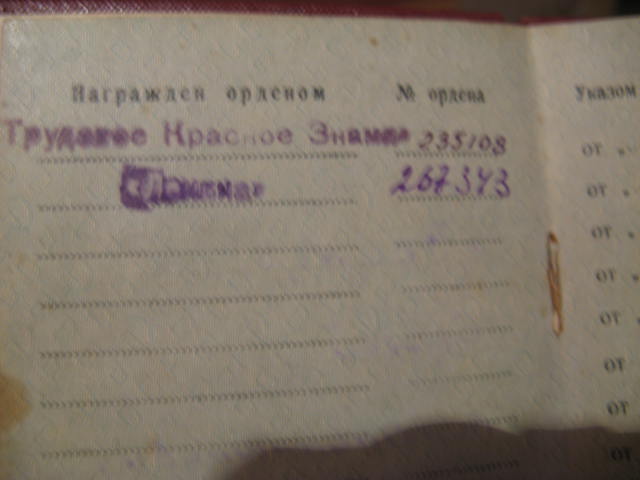 Награжден орденом № ордена Указом
Трудовое Красное Знамя 235108 от "
267343 от "
от "
от "
от "
от
от
от